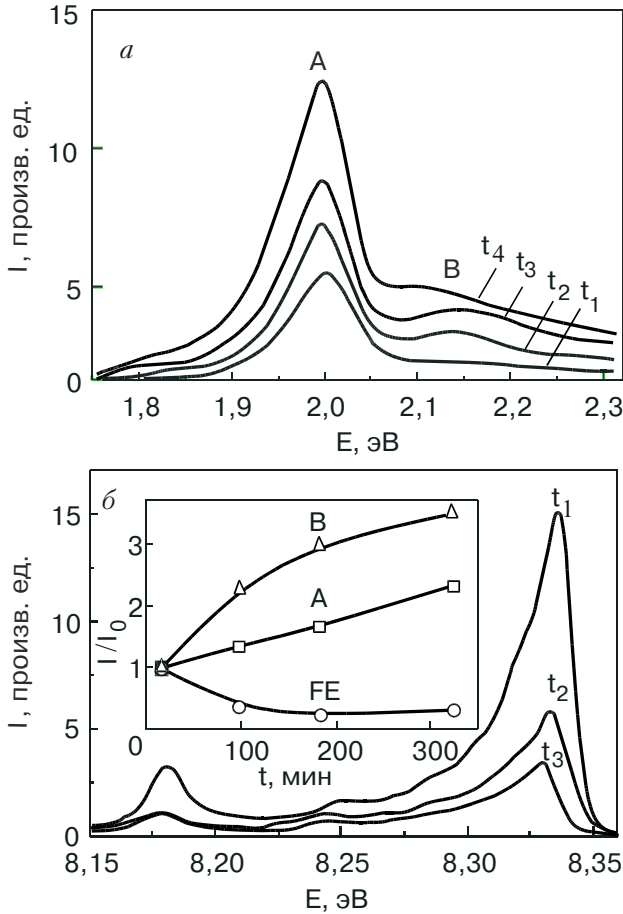 15
а
A
10
I, произв. ед.
B
t4
t3
t2
t1
5
0
1,8 1,9 2,0 2,1 2,2 2,3
E, эВ
б
15
t1
B
3
I/I0
A
2
10
I, произв. ед.
1
FE
t2
5
0 100 200 300
t3
t, мин
0
8,15 8,20 8,25 8,30 8,35
E, эВ